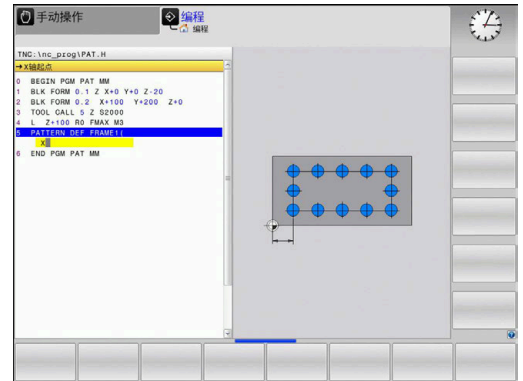 手动操作
编程
编程
TNC:\nc_prog\PAT.H
→X轴起点
0 BEGIN PGM PAT MM
1 BLK FORM 0.1 Z X+0 Y+0 Z-20
2 BLK FORM 0.2 X+100 Y+200 Z+0
3 TOOL CALL 5 Z S2000
4 L Z+100 R0 FMAX M3
5 PATTERN DEF FRAME1(
X
6 END PGM PAT MM